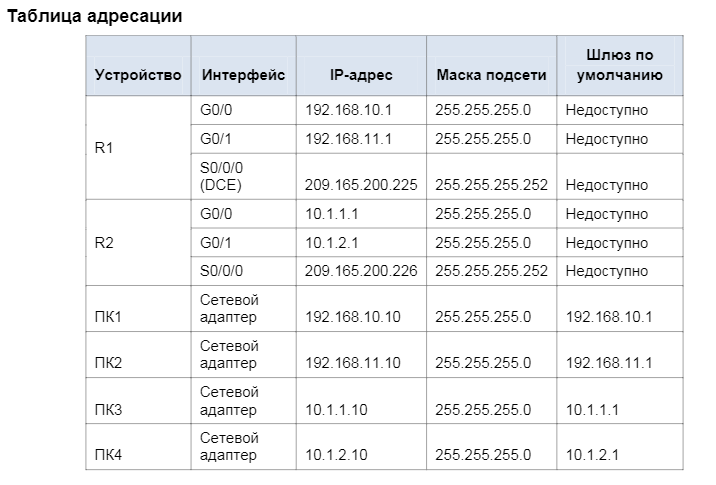 Таблица адресации
Устройство Интерфейс IP-адрес Маска подсети Шлюз по умолчанию
R1 G0/0 192.168.10.1 255.255.255.0 Недоступно
G0/1 192.168.11.1 255.255.255.0 Недоступно
S0/0/0 (DCE) 209.165.200.225 255.255.255.252 Недоступно
R2 G0/0 10.1.1.1 255.255.255.0 Недоступно
G0/1 10.1.2.1 255.255.255.0 Недоступно
S0/0/0 209.165.200.226 255.255.255.252 Недоступно
ПК1 Сетевой адаптер 192.168.10.10 255.255.255.0 192.168.10.1
ПК2 Сетевой адаптер 192.168.11.10 255.255.255.0 192.168.11.1
ПК3 Сетевой адаптер 10.1.1.10 255.255.255.0 10.1.1.1
ПК4 Сетевой адаптер 10.1.2.10 255.255.255.0 10.1.2.1